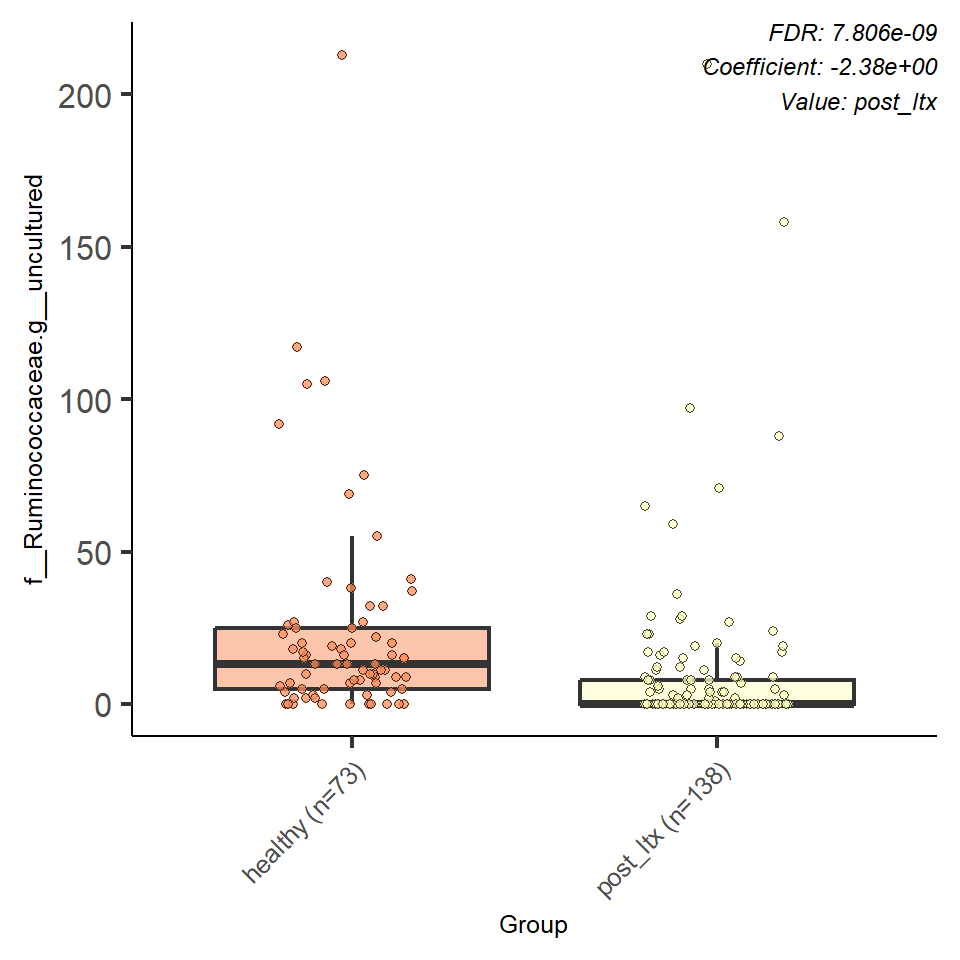 FDR: 7.806e-09
Coefficient: -2.38e+00
Value: post_ltx
f__Ruminococcaceae.g__uncultured
200
150
100
50
0
healthy (n=73)
post_ltx (n=138)
Group